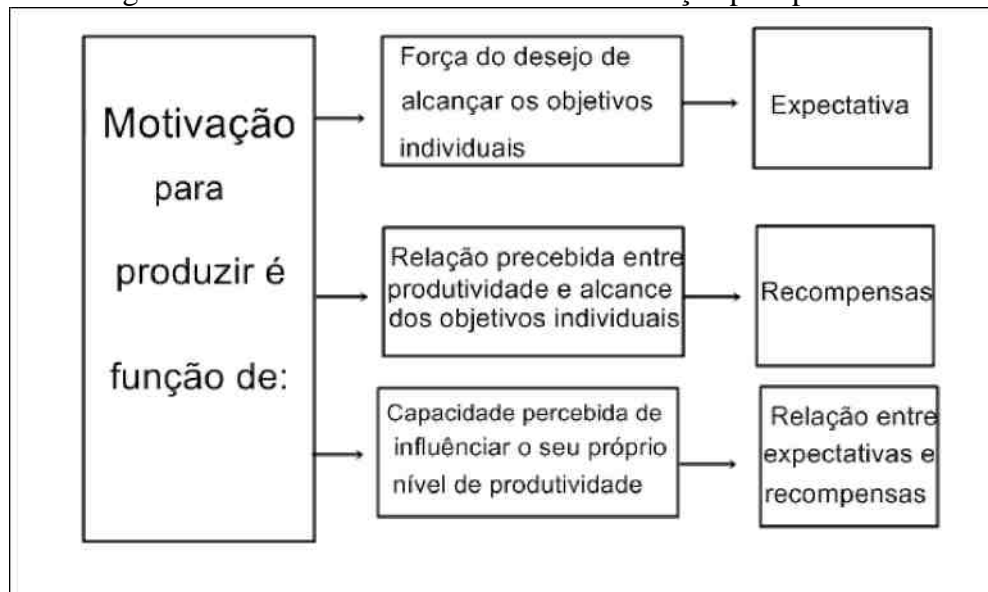 Motivação
para
produzir é
função de:
Força do desejo de
alcançar os objetivos
individuais
Expectativa
Relação precebida entre
produtividade e alcance
dos objetivos individuais
Recompensas
Capacidade percebida de
influênciar o seu próprio
nível de produtividade
Relação entre
expectativas e
recompensas